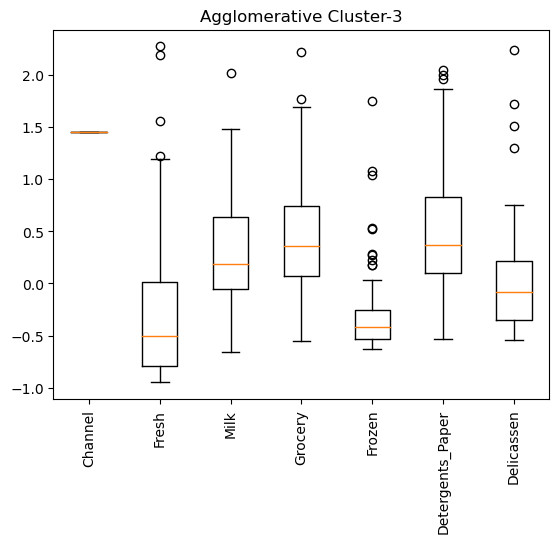 Agglomerative Cluster-3
2.0
1.5
1.0
0.5
0.0
−0.5
−1.0
Channel
Fresh
Milk
Grocery
Frozen
Detergents_Paper
Delicassen